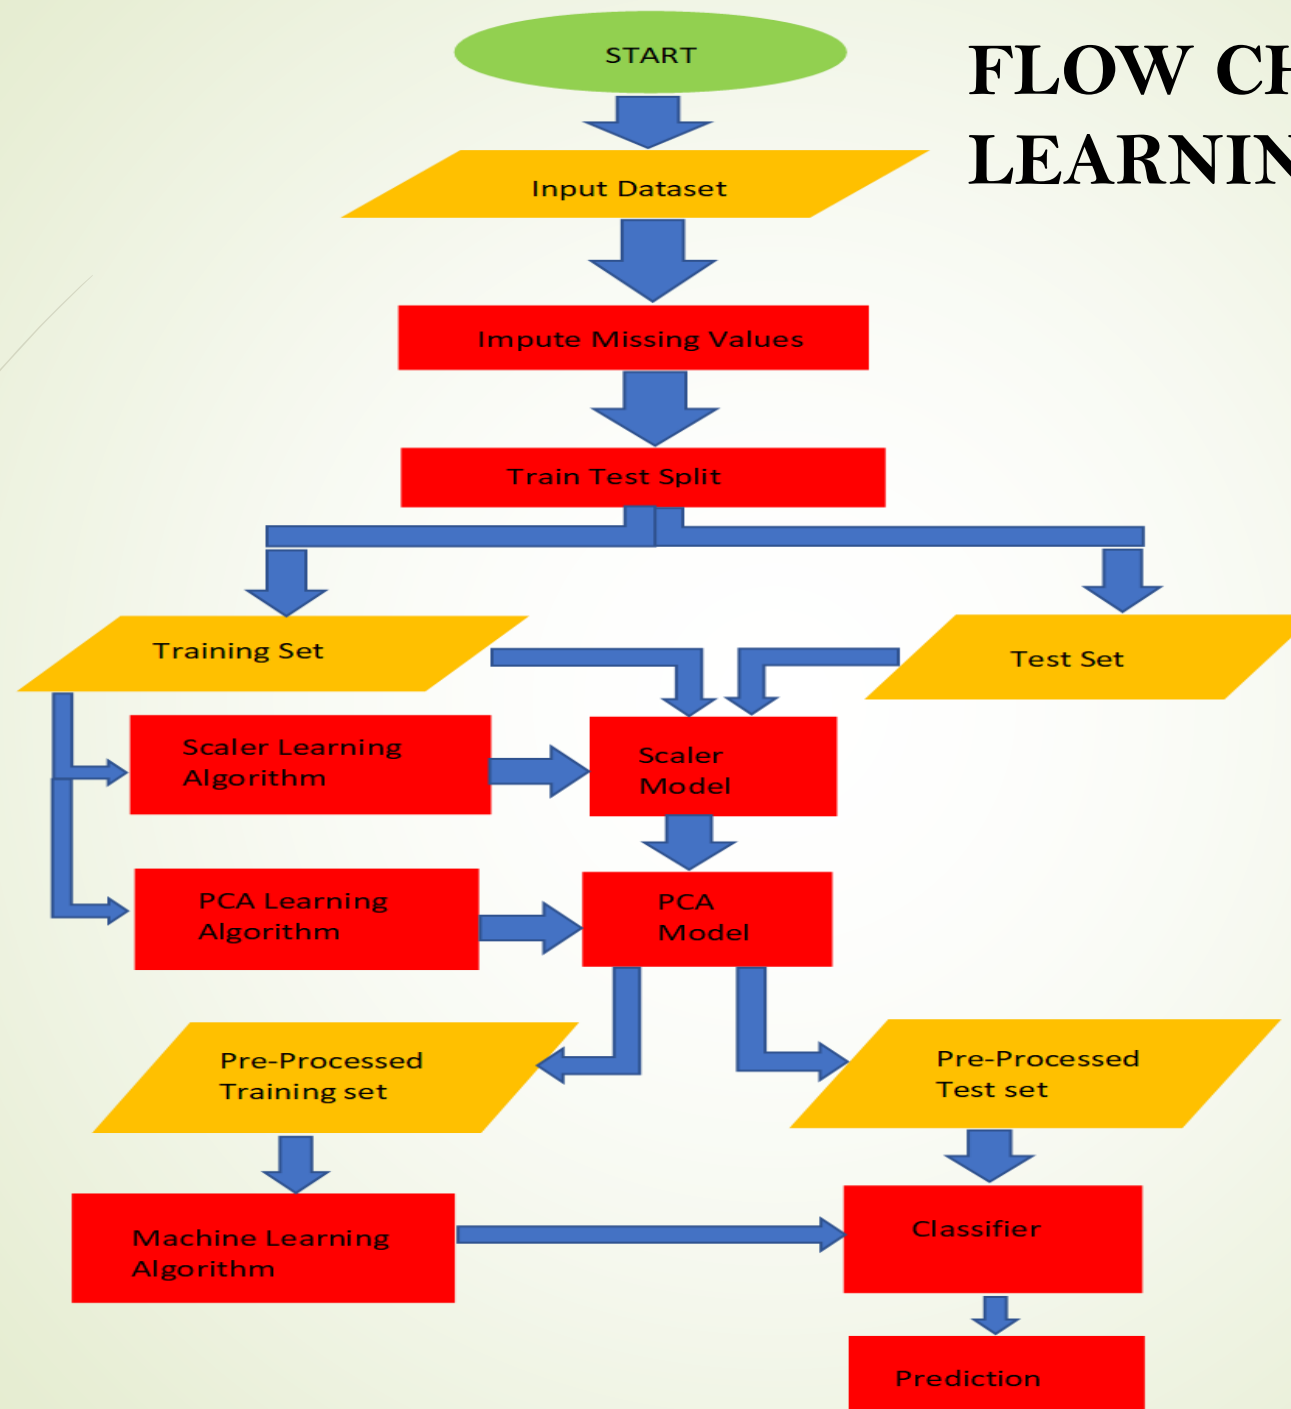 START
FLOW CH
LEARNIN
Input Dataset
Impute Missing Values
Train Test Split
Training Set
Test Set
Scaler Learning
Algorithm
Scaler
Model
PCA Learning
Algorithm
PCA
Model
Pre-Processed
Training set
Pre-Processed
Test set
Machine Learning
Algorithm
Classifier
Prediction